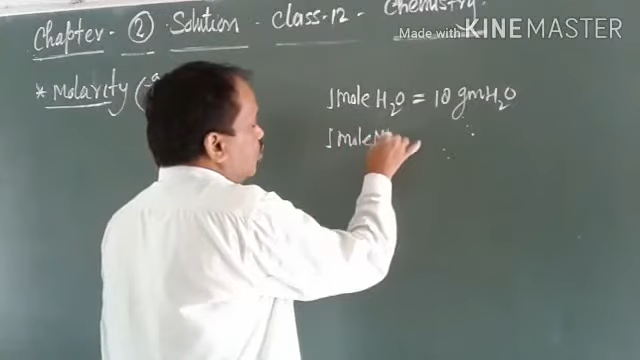 Chapter - ② Solution - Class-12 - Chemistry.
Made with KINEMASTER
* Molarity (
1 mole H₂O = 18 gm H₂O
1 mole N